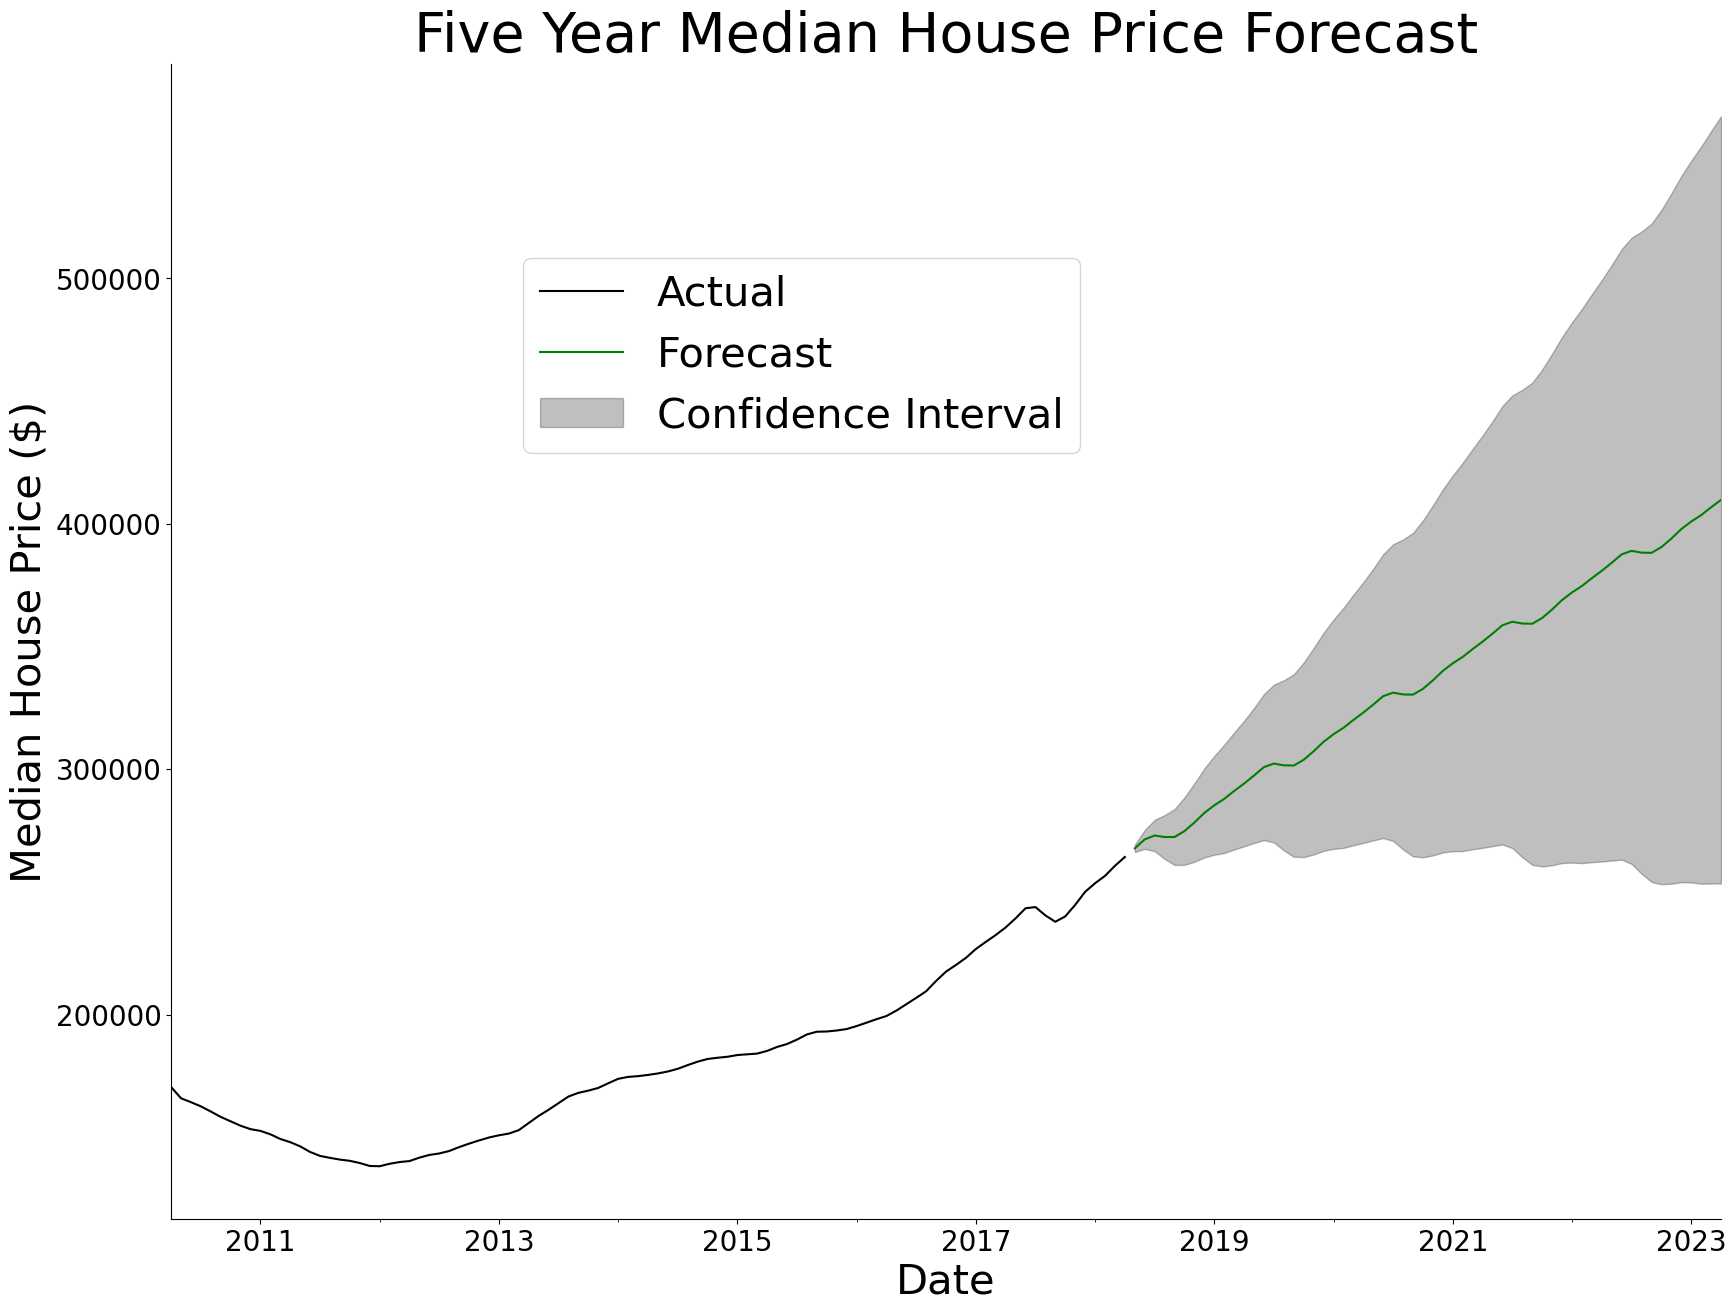 Five Year Median House Price Forecast
Median House Price ($)
500000
400000
300000
200000
Actual
Forecast
Confidence Interval
2011 2013 2015 2017 2019 2021 2023
Date